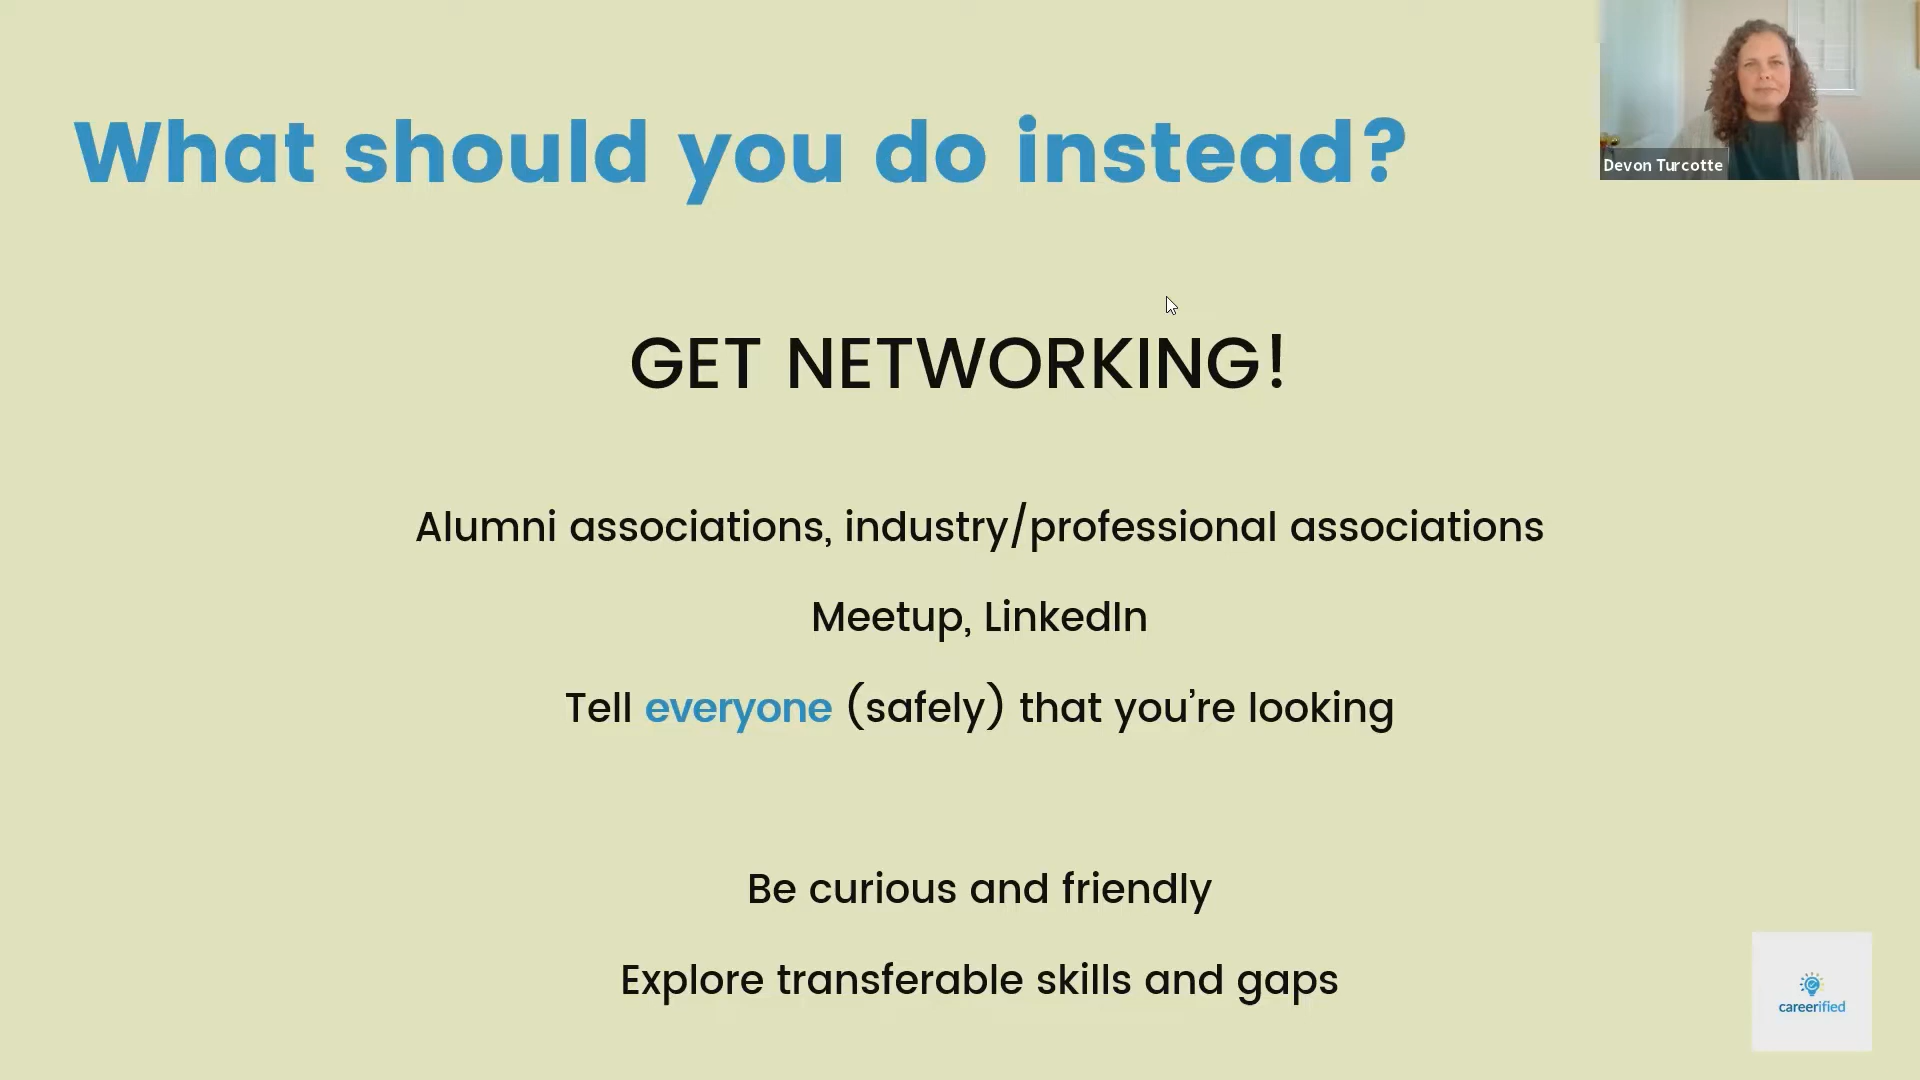 What should you do instead?
Devon Turcotte
GET NETWORKING!
Alumni associations, industry/professional associations
Meetup, LinkedIn
Tell everyone (safely) that you're looking
Be curious and friendly
Explore transferable skills and gaps
careerified